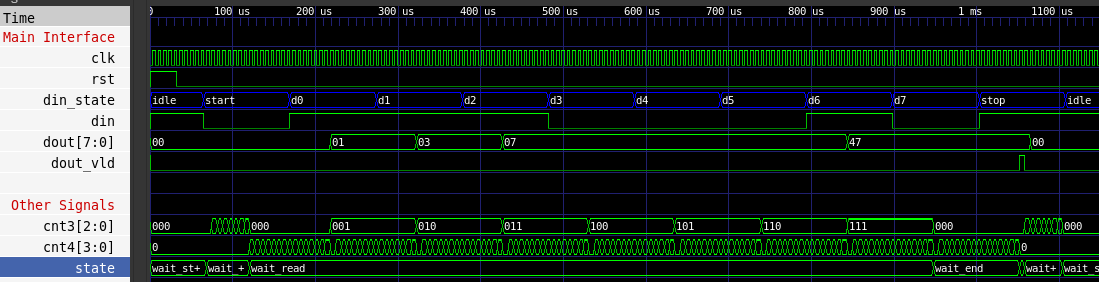 Time 0 100 us 200 us 300 us 400 us 500 us 600 us 700 us 800 us 900 us 1 ms 1100 us
Main Interface
clk
rst
din_state idle start d0 d1 d2 d3 d4 d5 d6 d7 stop idle
din
dout[7:0] 00 01 03 07 47 00
dout_vld
Other Signals
cnt3[2:0] 000 000 001 010 011 100 101 110 111 000 000
cnt4[3:0] 0 0
state wait_st+ wait_+ wait_read wait_end wait+ wait_s